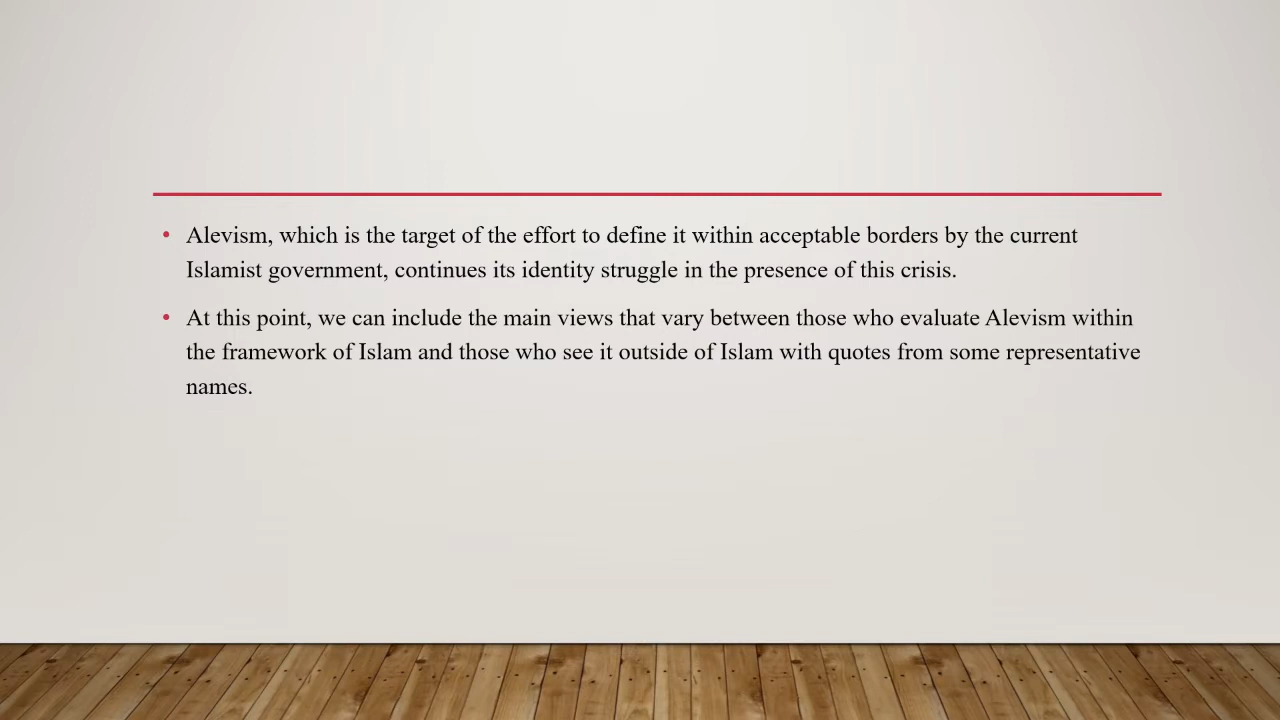 • Alevism, which is the target of the effort to define it within acceptable borders by the current
Islamist government, continues its identity struggle in the presence of this crisis.
• At this point, we can include the main views that vary between those who evaluate Alevism within
the framework of Islam and those who see it outside of Islam with quotes from some representative
names.